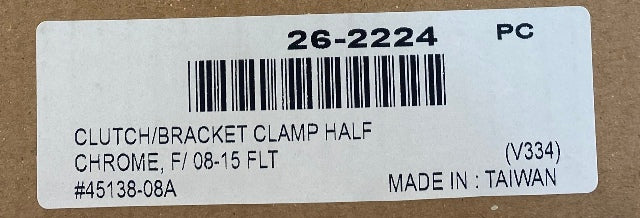 26-2224 PC
CLUTCH/BRACKET CLAMP HALF
CHROME, F/ 08-15 FLT
(V334)
#45138-08A
MADE IN : TAIWAN